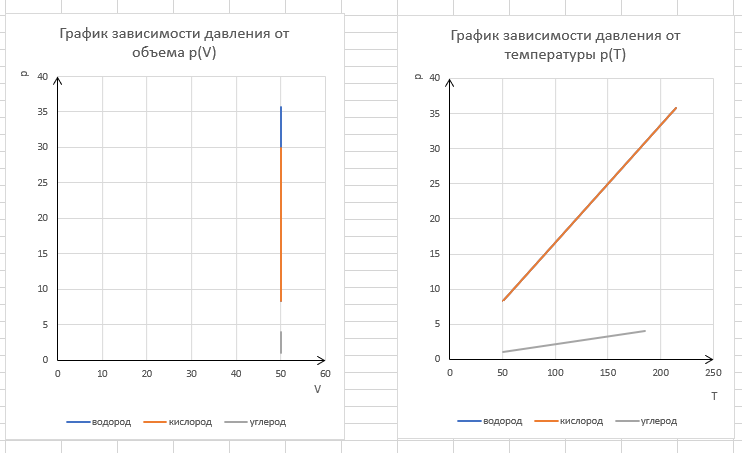 График зависимости давления от
объема p(V)
p
40
35
30
25
20
15
10
5
0
0 10 20 30 40 50 60
V
водород кислород углерод
График зависимости давления от
температуры p(T)
p
40
35
30
25
20
15
10
5
0
0 50 100 150 200 250
T
водород кислород углерод